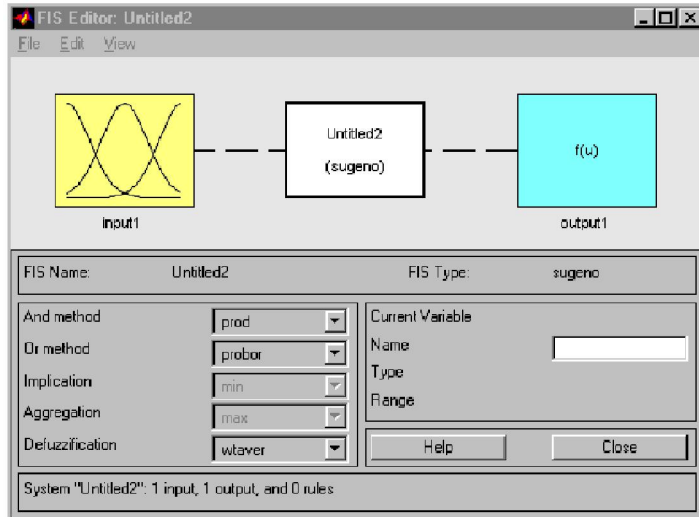 FIS Editor: Untitled2
File Edit View
Untitled2
(sugeno)
f(u)
input1
output1
FIS Name: Untitled2 FIS Type: sugeno
And method prod
Or method probor
Implication min
Aggregation max
Defuzzification wtaver
Current Variable
Name
Type
Range
Help Close
System "Untitled2": 1 input, 1 output, and 0 rules